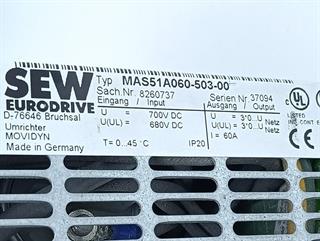 SEW
EURODRIVE
D-76646 Bruchsal
Umrichter
MOVIDYN
Made in Germany
Typ MAS51A060-503-00
Sach.Nr. 8260737 Serien Nr 37094
Eingang / Input Ausgang / Output
U = 700V DC U = 3*0...U Netz
U(UL) = 680V DC U(UL) = 3*0...U Netz
I = 60A
T= 0...45 °C IP20
UL
LISTED